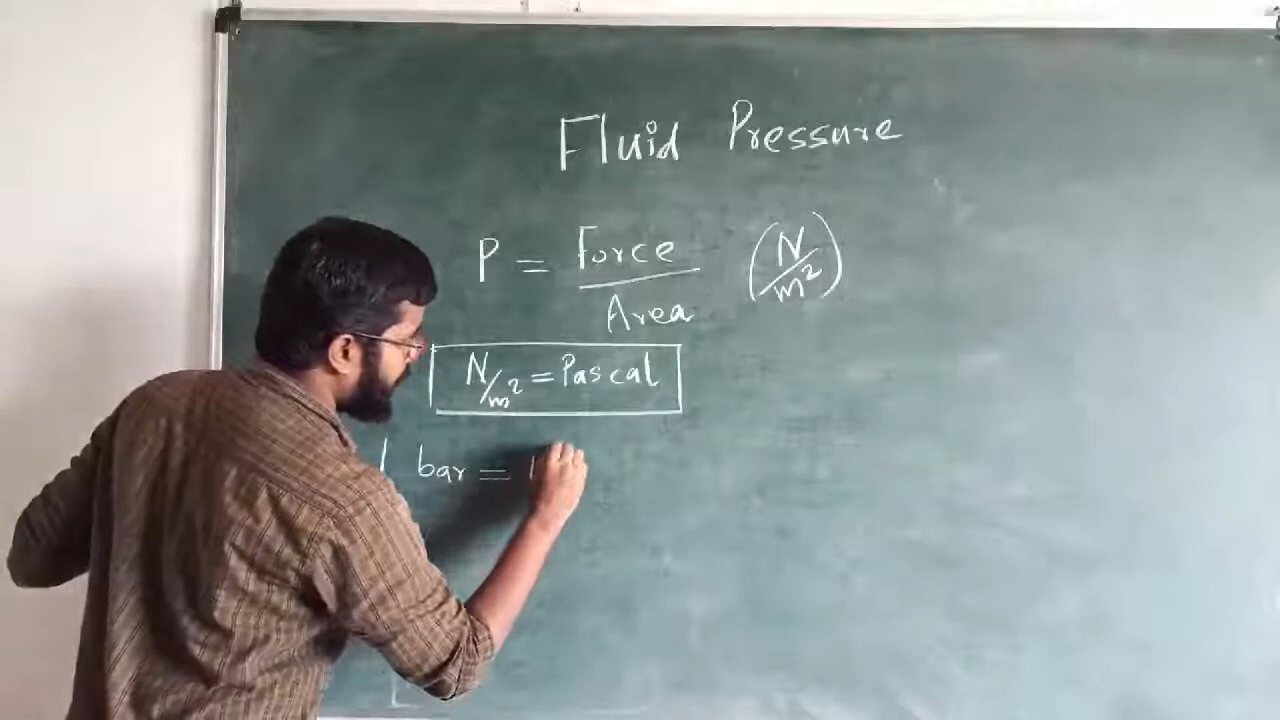 Fluid Pressure
P = Force/Area (N/m²)
N/m² = Pascal
1 bar = 1